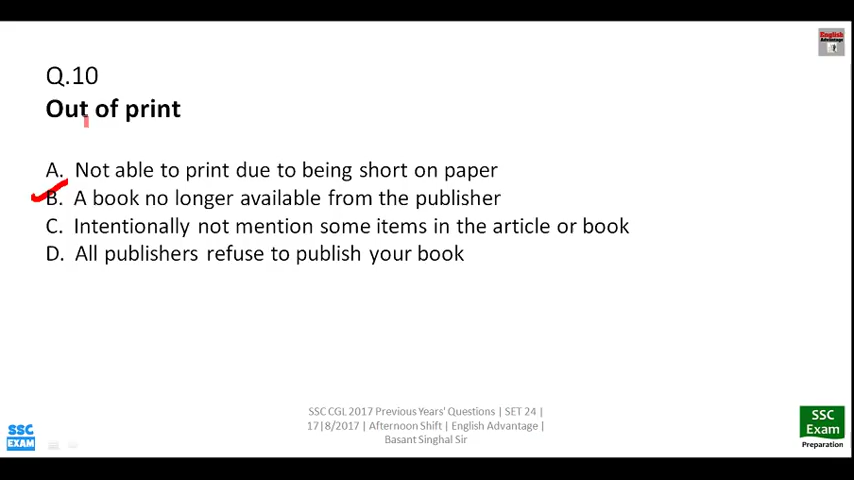 English
Advantage
Q.10
Out of print
A. Not able to print due to being short on paper
B. A book no longer available from the publisher
C. Intentionally not mention some items in the article or book
D. All publishers refuse to publish your book
SSC CGL 2017 Previous Years' Questions | SET 24 |
17|8/2017 | Afternoon Shift | English Advantage |
Basant Singhal Sir
SSC
EXAM
SSC
Exam
Preparation